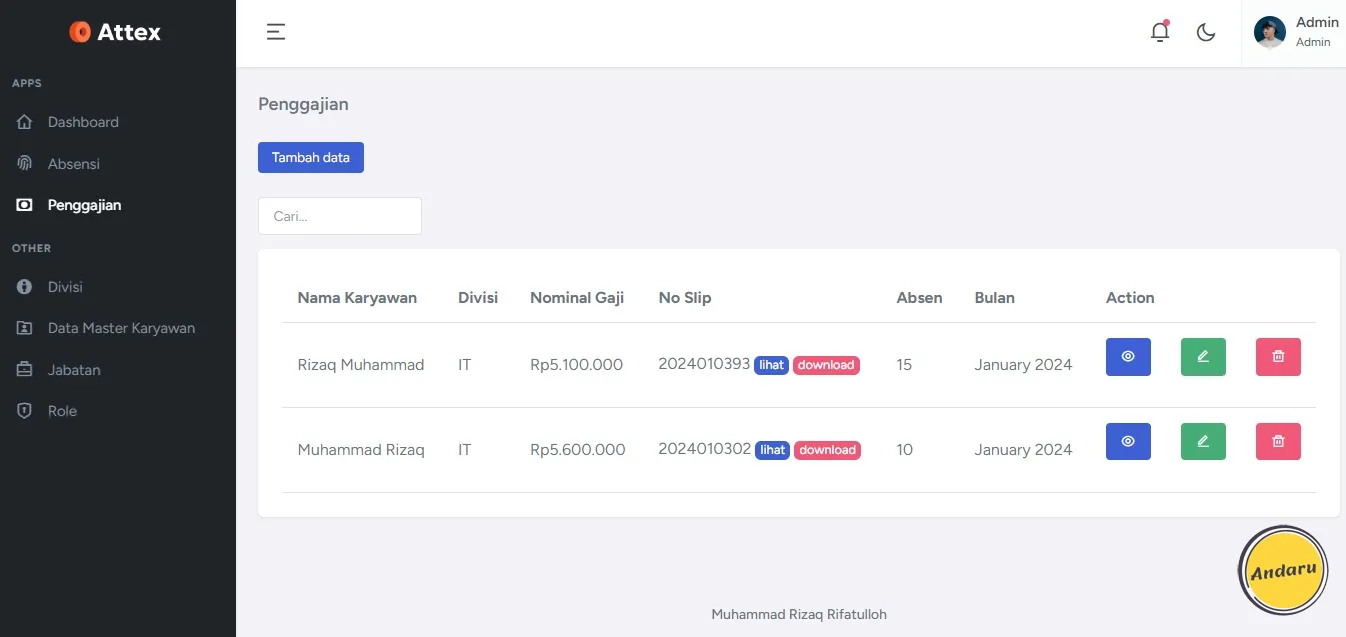 Attex
Admin
Admin
APPS
Dashboard
Absensi
Penggajian
OTHER
Divisi
Data Master Karyawan
Jabatan
Role
Penggajian
Tambah data
Cari...
Nama Karyawan Divisi Nominal Gaji No Slip Absen Bulan Action
Rizaq Muhammad IT Rp5.100.000 2024010393 lihat download 15 January 2024
Muhammad Rizaq IT Rp5.600.000 2024010302 lihat download 10 January 2024
Andaru
Muhammad Rizaq Rifatulloh